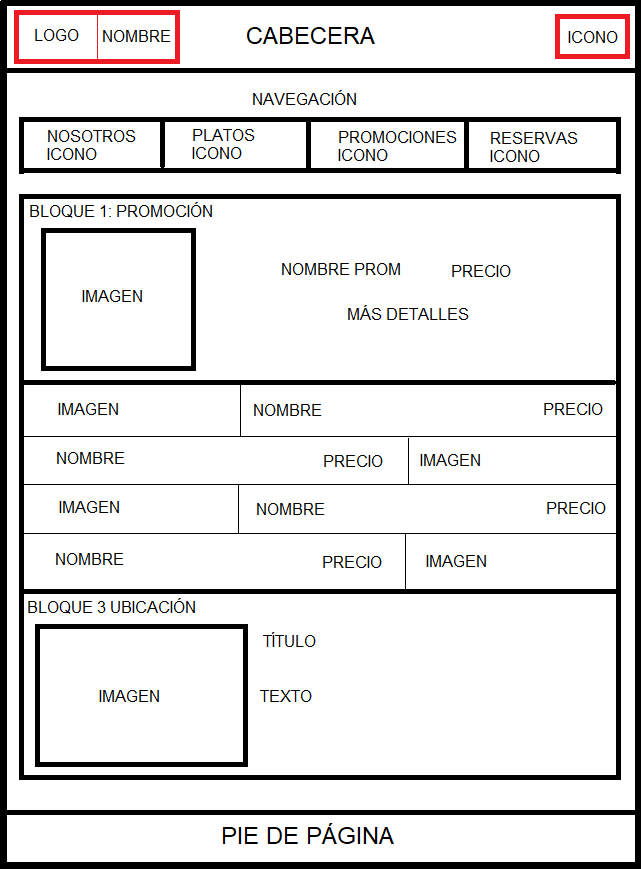 LOGO NOMBRE CABECERA ICONO
NAVEGACIÓN
NOSOTROS
ICONO
PLATOS
ICONO
PROMOCIONES
ICONO
RESERVAS
ICONO
BLOQUE 1: PROMOCIÓN
IMAGEN
NOMBRE PROM PRECIO
MÁS DETALLES
IMAGEN NOMBRE PRECIO
NOMBRE PRECIO IMAGEN
IMAGEN NOMBRE PRECIO
NOMBRE PRECIO IMAGEN
BLOQUE 3 UBICACIÓN
IMAGEN
TÍTULO
TEXTO
PIE DE PÁGINA